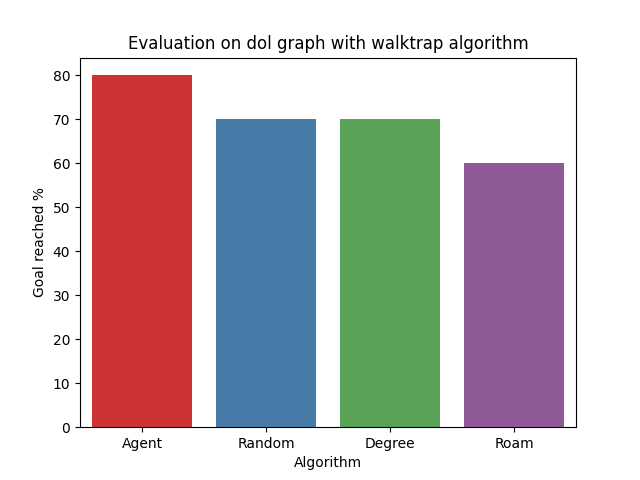 Evaluation on dol graph with walktrap algorithm
Goal reached %
80
70
60
50
40
30
20
10
0
Agent Random Degree Roam
Algorithm